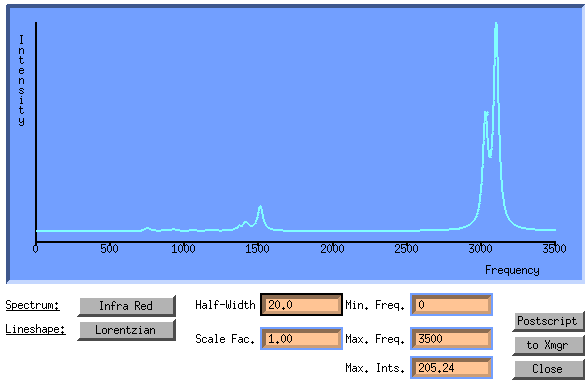 Intensity
0 500 1000 1500 2000 2500 3000 3500
Frequency
Spectrum: Infra Red Half-Width 20.0 Min. Freq. 0
Lineshape: Lorentzian Scale Fac. 1.00 Max. Freq. 3500
Max. Ints. 205.24
Postscript
to Xmgr
Close